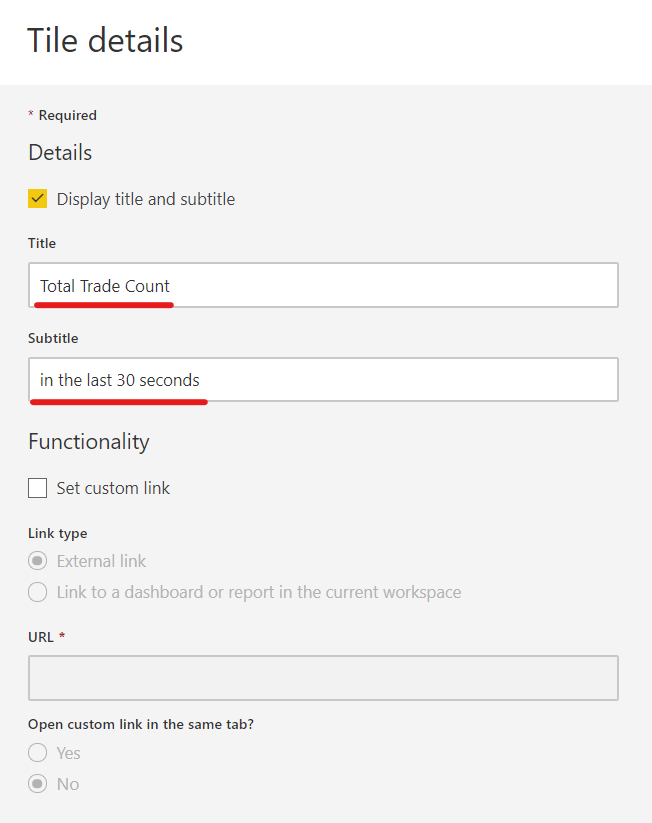 Tile details
* Required
Details
Display title and subtitle
Title
Total Trade Count
Subtitle
in the last 30 seconds
Functionality
Set custom link
Link type
External link
Link to a dashboard or report in the current workspace
URL *
Open custom link in the same tab?
Yes
No